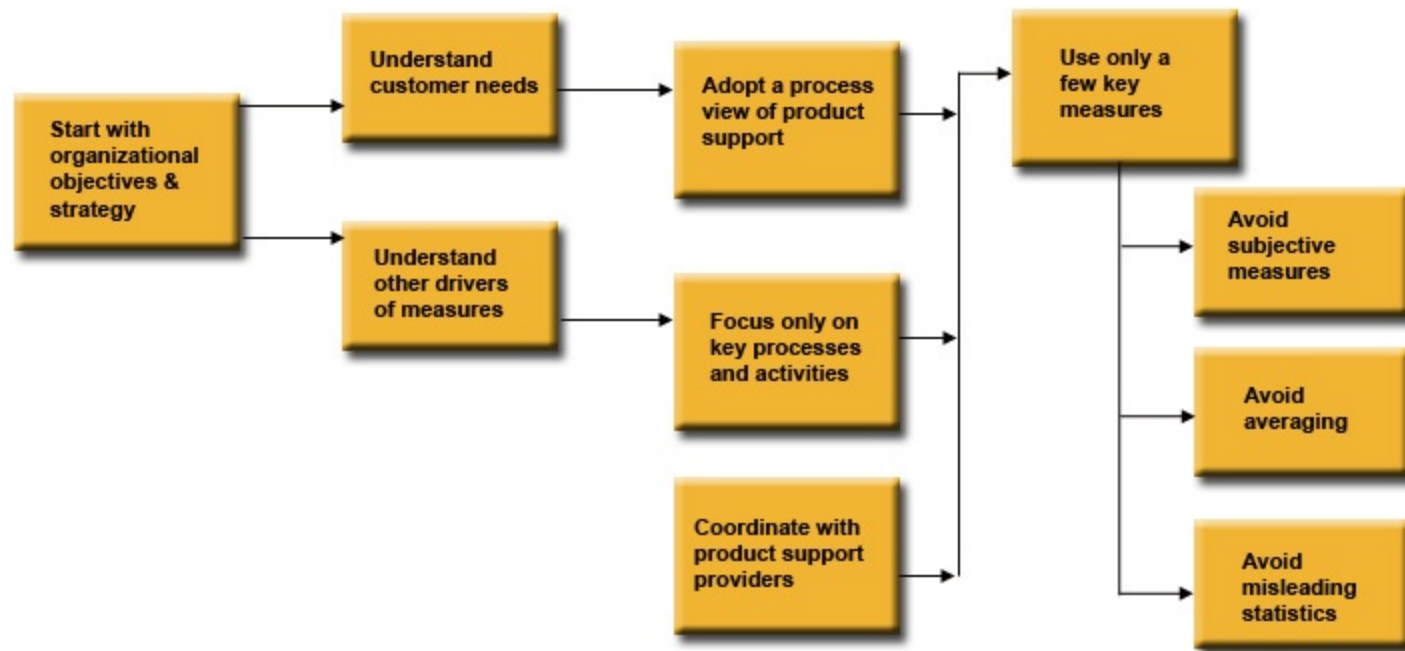 Start with
organizational
objectives &
strategy
Understand
customer needs
Understand
other drivers
of measures
Adopt a process
view of product
support
Focus only on
key processes
and activities
Coordinate with
product support
providers
Use only a
few key
measures
Avoid
subjective
measures
Avoid
averaging
Avoid
misleading
statistics